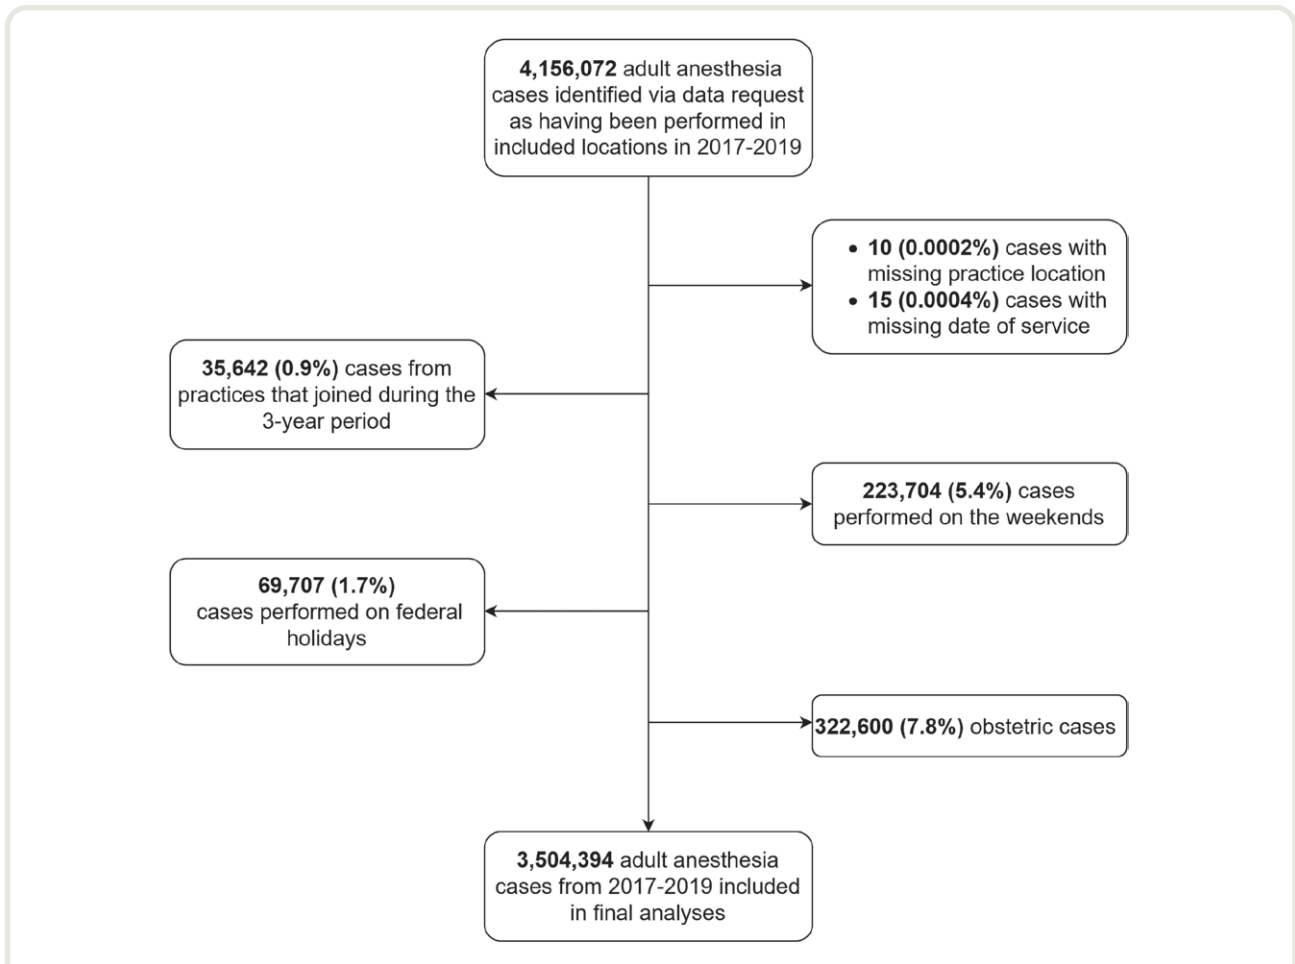 4,156,072 adult anesthesia
cases identified via data request
as having been performed in
included locations in 2017-2019
• 10 (0.0002%) cases with
missing practice location
• 15 (0.0004%) cases with
missing date of service
35,642 (0.9%) cases from
practices that joined during the
3-year period
223,704 (5.4%) cases
performed on the weekends
69,707 (1.7%)
cases performed on federal
holidays
322,600 (7.8%) obstetric cases
3,504,394 adult anesthesia
cases from 2017-2019 included
in final analyses